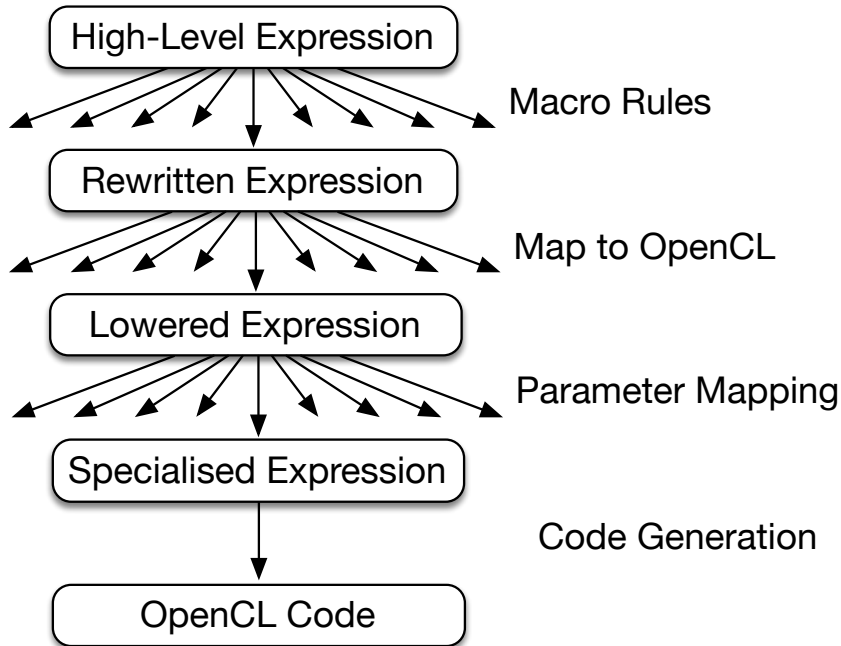 High-Level Expression
Macro Rules
Rewritten Expression
Map to OpenCL
Lowered Expression
Parameter Mapping
Specialised Expression
Code Generation
OpenCL Code